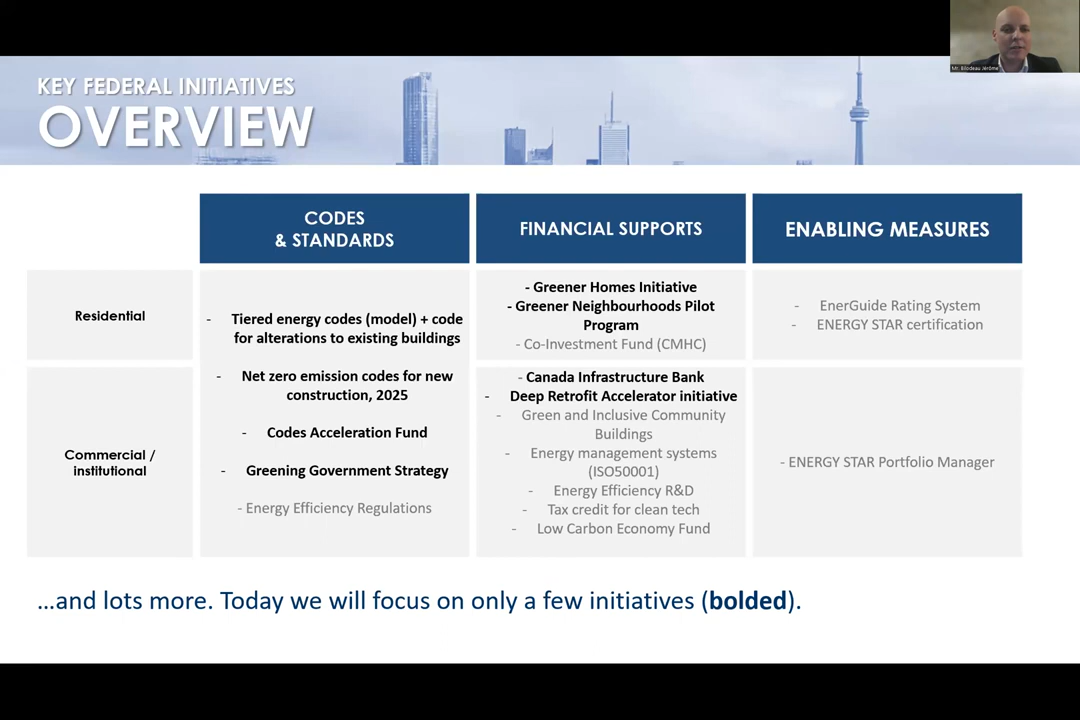 Mr. Bilodeau Jérôme
KEY FEDERAL INITIATIVES
OVERVIEW
CODES
& STANDARDS
FINANCIAL SUPPORTS
ENABLING MEASURES
Residential
- Tiered energy codes (model) + code
for alterations to existing buildings
- Net zero emission codes for new
construction, 2025
- Codes Acceleration Fund
- Greening Government Strategy
- Energy Efficiency Regulations
- Greener Homes Initiative
- Greener Neighbourhoods Pilot
Program
- Co-Investment Fund (CMHC)
- EnerGuide Rating System
- ENERGY STAR certification
Commercial /
institutional
- Canada Infrastructure Bank
- Deep Retrofit Accelerator initiative
- Green and Inclusive Community
Buildings
- Energy management systems
(ISO50001)
- Energy Efficiency R&D
- Tax credit for clean tech
- Low Carbon Economy Fund
- ENERGY STAR Portfolio Manager
...and lots more. Today we will focus on only a few initiatives (bolded).